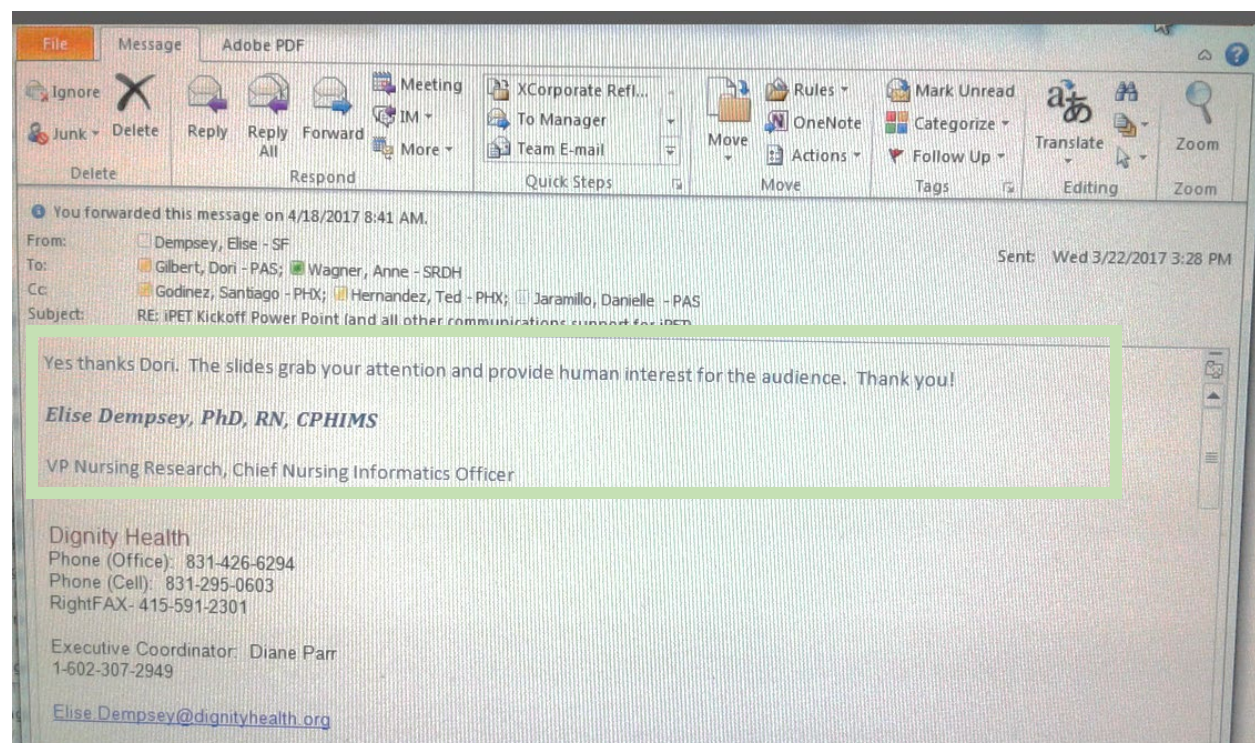 File Message Adobe PDF
Ignore
Junk
Delete
Reply
Reply All
Forward
Meeting
IM
More
XCorporate Refl...
To Manager
Team E-mail
Move
Rules
OneNote
Actions
Mark Unread
Categorize
Follow Up
Translate
Zoom
Delete Respond Quick Steps Move Tags Editing Zoom
You forwarded this message on 4/18/2017 8:41 AM.
From: Dempsey, Elise - SF
Sent: Wed 3/22/2017 3:28 PM
To: Gilbert, Dori - PAS; Wagner, Anne - SRDH
Cc: Godinez, Santiago - PHX; Hernandez, Ted - PHX; Jaramillo, Danielle - PAS
Subject: RE: iPET Kickoff Power Point (and all other communications support for iPET
Yes thanks Dori. The slides grab your attention and provide human interest for the audience. Thank you!
Elise Dempsey, PhD, RN, CPHIMS
VP Nursing Research, Chief Nursing Informatics Officer
Dignity Health
Phone (Office): 831-426-6294
Phone (Cell): 831-295-0603
RightFAX- 415-591-2301
Executive Coordinator: Diane Parr
1-602-307-2949
Elise.Dempsey@dignityhealth.org